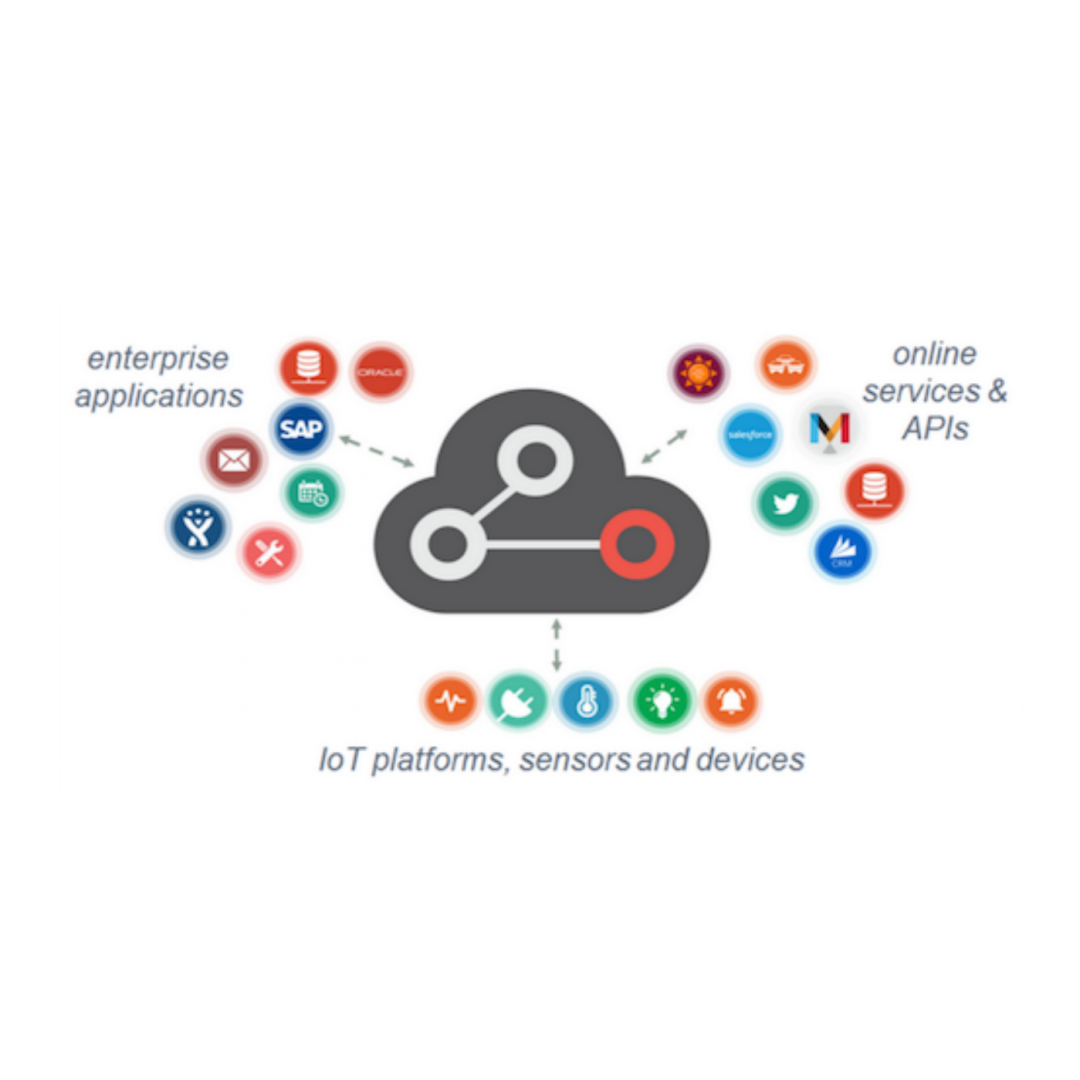 enterprise
applications
ORACLE
SAP
online
services &
APIs
salesforce
CRM
IoT platforms, sensors and devices